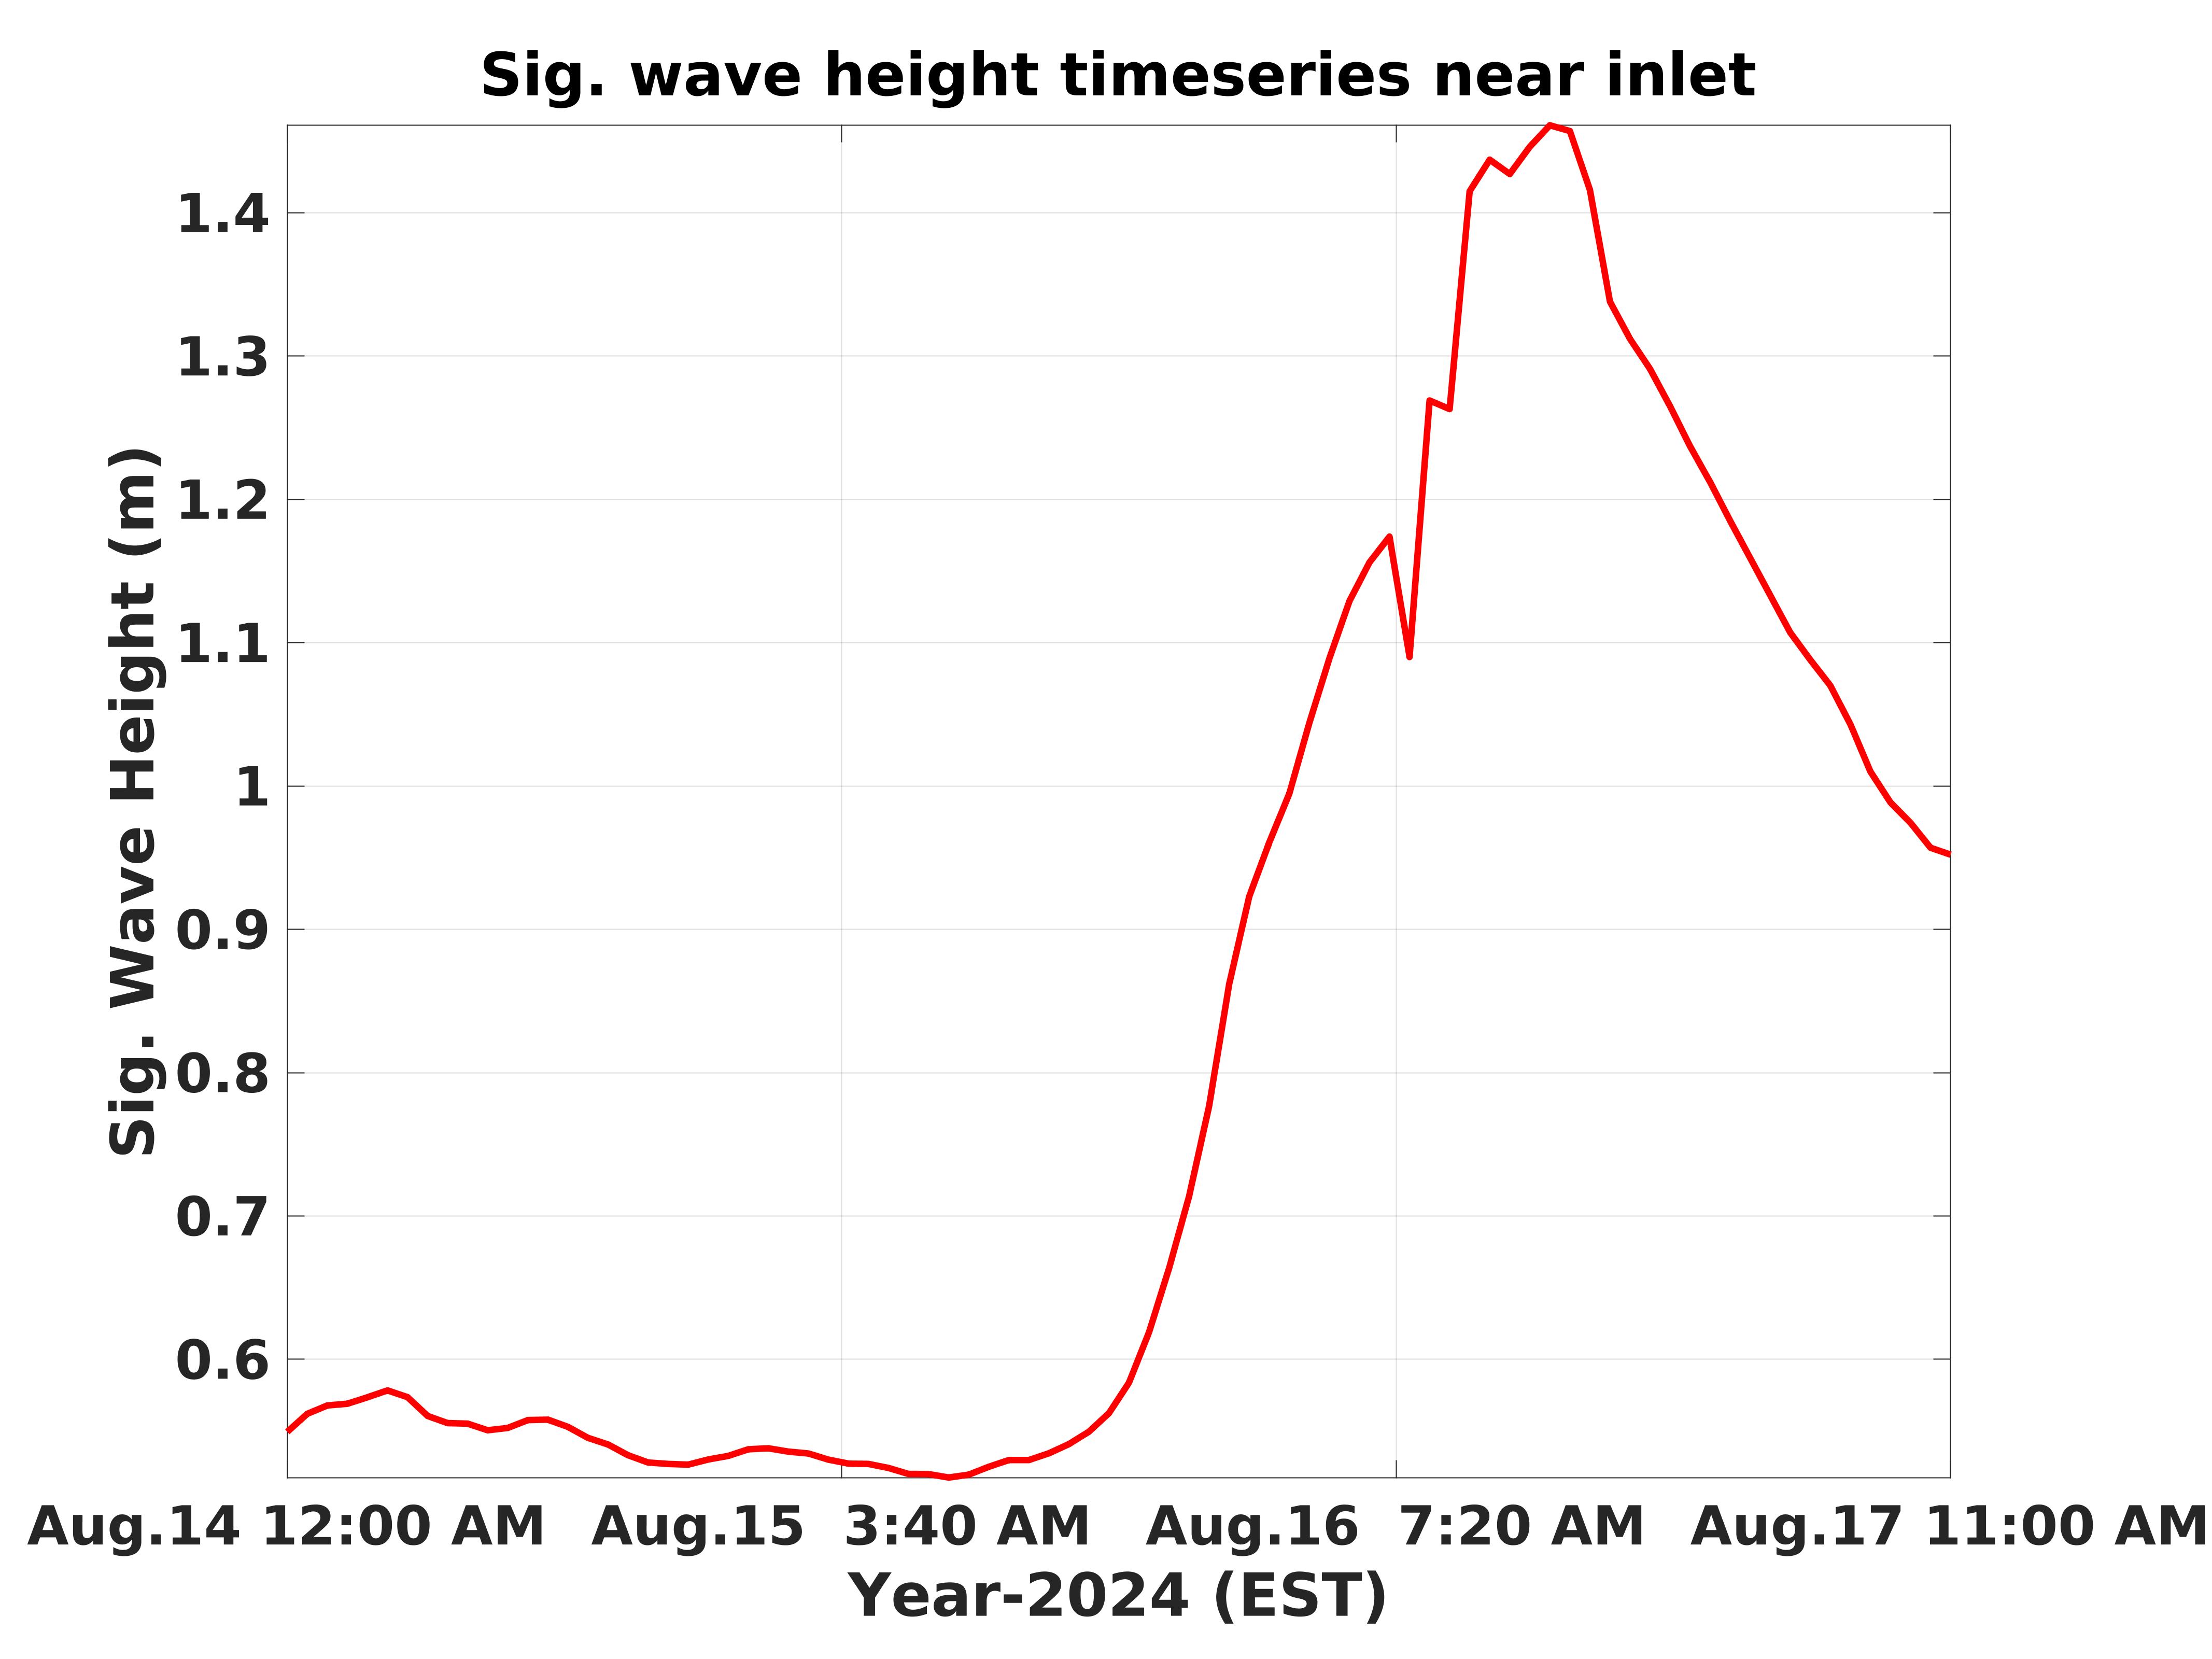 Sig. wave height timeseries near inlet
Sig. Wave Height (m)
1.4
1.3
1.2
1.1
1
0.9
0.8
0.7
0.6
Aug.14 12:00 AM Aug.15 3:40 AM Aug.16 7:20 AM Aug.17 11:00 AM
Year-2024 (EST)